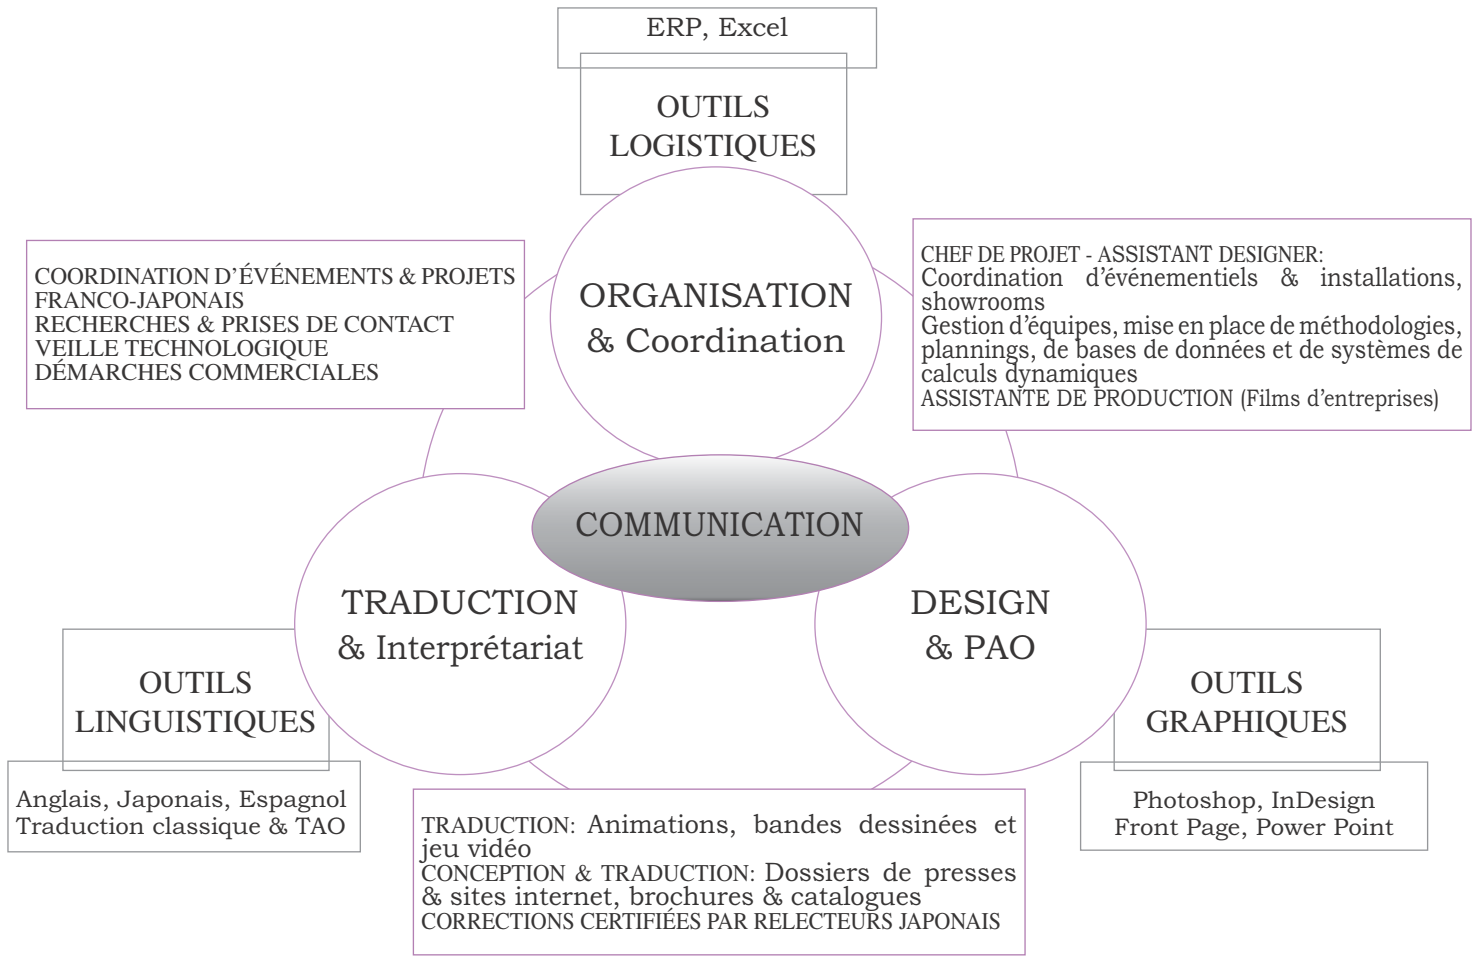 ERP, Excel
OUTILS
LOGISTIQUES
ORGANISATION
& Coordination
COORDINATION D’ÉVÉNEMENTS & PROJETS
FRANCO-JAPONAIS
RECHERCHES & PRISES DE CONTACT
VEILLE TECHNOLOGIQUE
DÉMARCHES COMMERCIALES
CHEF DE PROJET - ASSISTANT DESIGNER:
Coordination d’événementiels & installations,
showrooms
Gestion d’équipes, mise en place de méthodologies,
plannings, de bases de données et de systèmes de
calculs dynamiques
ASSISTANTE DE PRODUCTION (Films d’entreprises)
COMMUNICATION
TRADUCTION
& Interprétariat
DESIGN
& PAO
OUTILS
LINGUISTIQUES
Anglais, Japonais, Espagnol
Traduction classique & TAO
OUTILS
GRAPHIQUES
Photoshop, InDesign
Front Page, Power Point
TRADUCTION: Animations, bandes dessinées et
jeu vidéo
CONCEPTION & TRADUCTION: Dossiers de presses
& sites internet, brochures & catalogues
CORRECTIONS CERTIFIÉES PAR RELECTEURS JAPONAIS